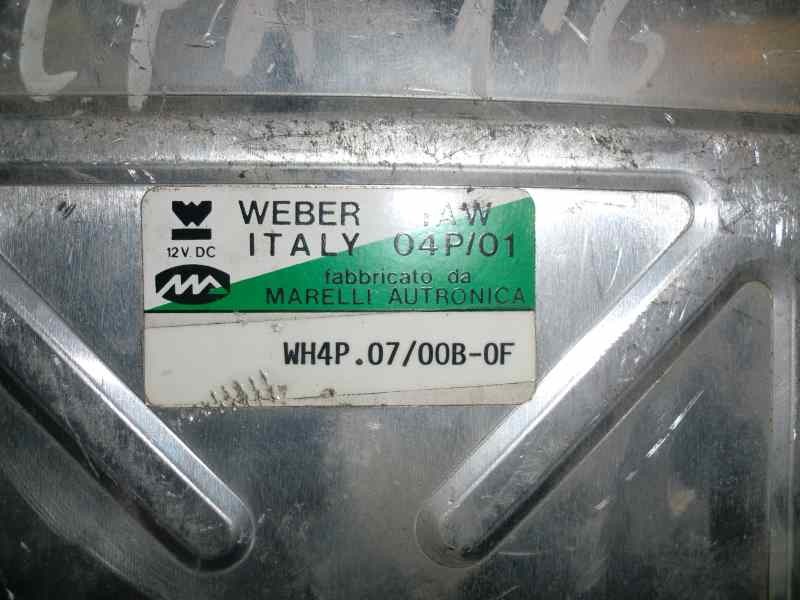 WEBER IAW
12V. DC ITALY 04P/01
fabbricato da
MARELLI AUTRONICA
WH4P.07/00B-0F